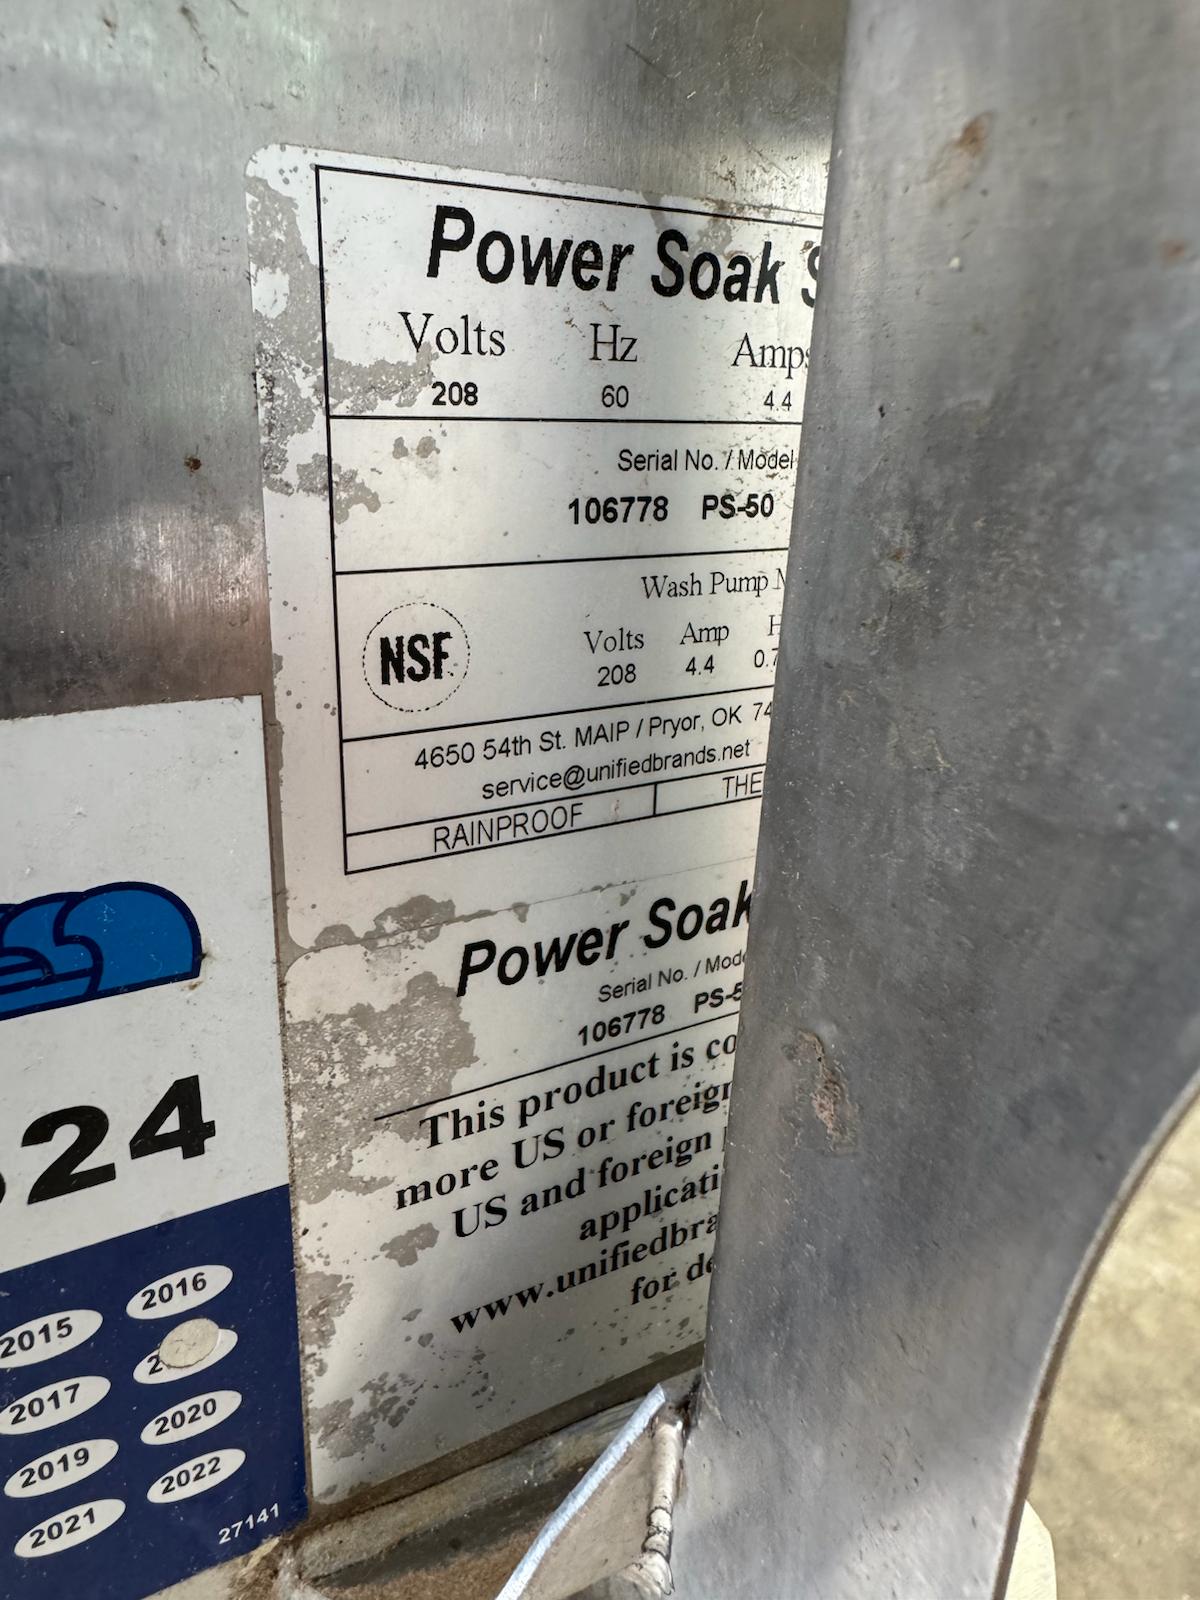 Power Soak
Volts Hz Amps
208 60 4.4
Serial No. / Model
106778 PS-50
Wash Pump
NSF
Volts Amp
208 4.4
4650 54th St. MAIP / Pryor, OK
service@unifiedbrands.net
RAINPROOF THE
Power Soak
Serial No. /
106778
This product is
more US or
US and foreign
for
24
2016
2015
2017
2020
2019
2022
2021
27141